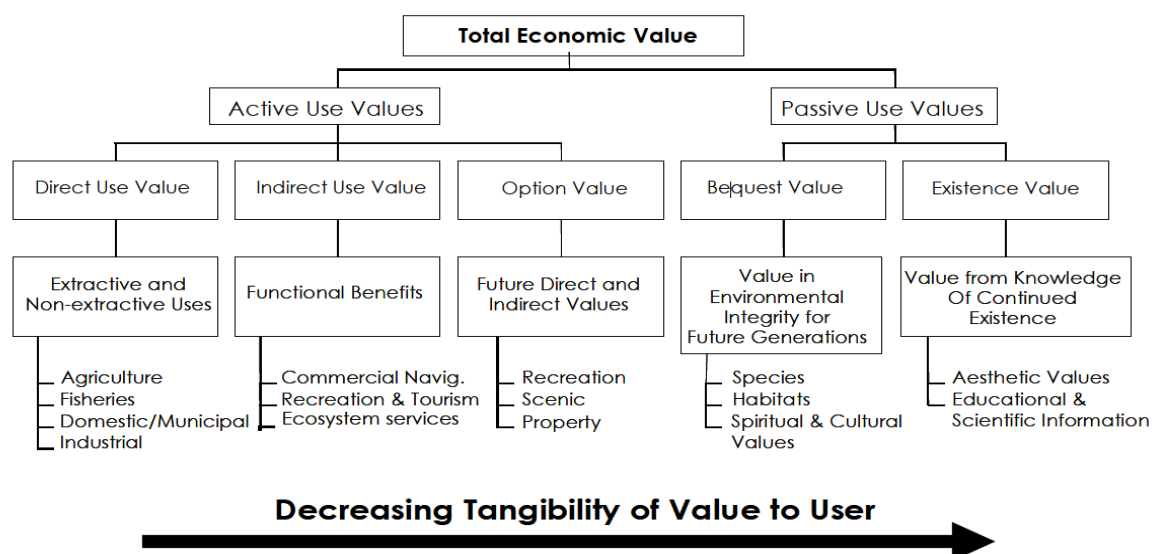 Total Economic Value
Active Use Values
Passive Use Values
Direct Use Value
Indirect Use Value
Option Value
Bequest Value
Existence Value
Extractive and
Non-extractive Uses
Functional Benefits
Future Direct and
Indirect Values
Value in
Environmental
Integrity for
Future Generations
Value from Knowledge
Of Continued
Existence
Agriculture
Fisheries
Domestic/Municipal
Industrial
Commercial Navig.
Recreation & Tourism
Ecosystem services
Recreation
Scenic
Property
Species
Habitats
Spiritual & Cultural
Values
Aesthetic Values
Educational &
Scientific Information
Decreasing Tangibility of Value to User